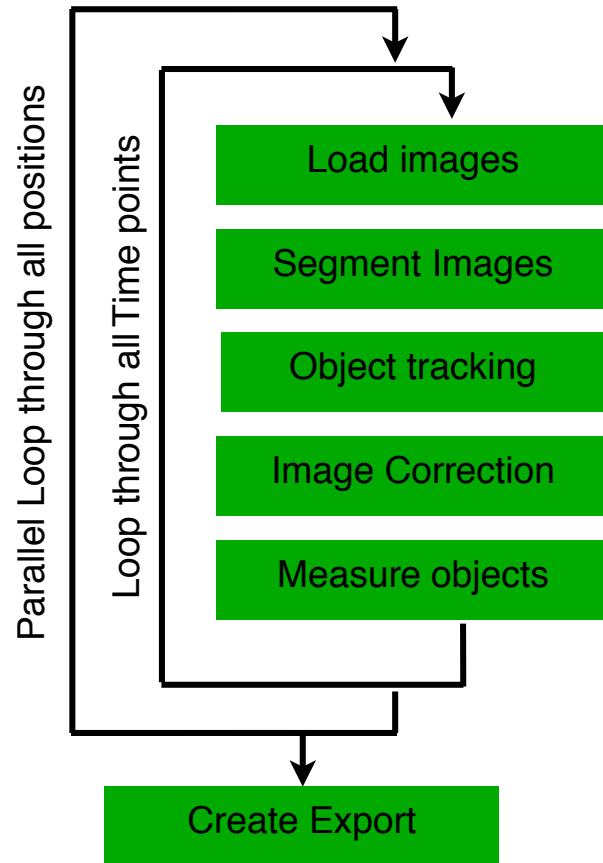 Parallel Loop through all positions
Loop through all Time points
Load images
Segment Images
Object tracking
Image Correction
Measure objects
Create Export